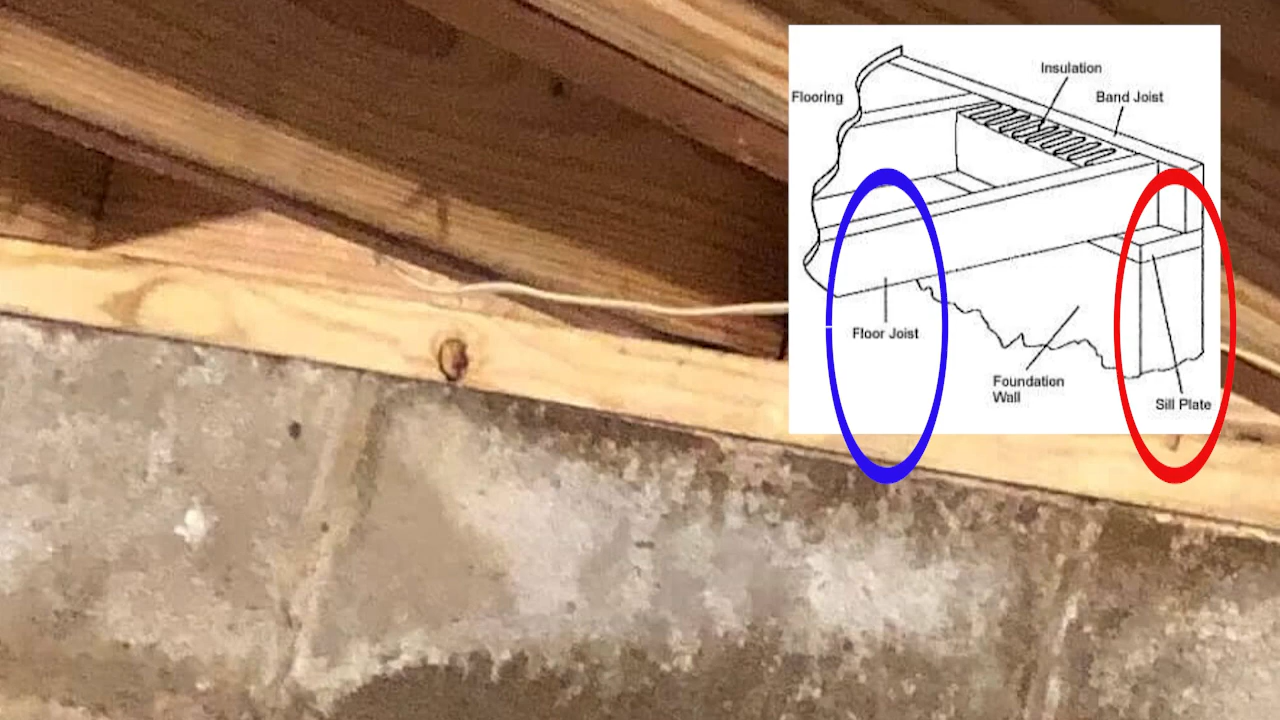 Insulation
Flooring
Band Joist
Floor Joist
Foundation
Wall
Sill Plate